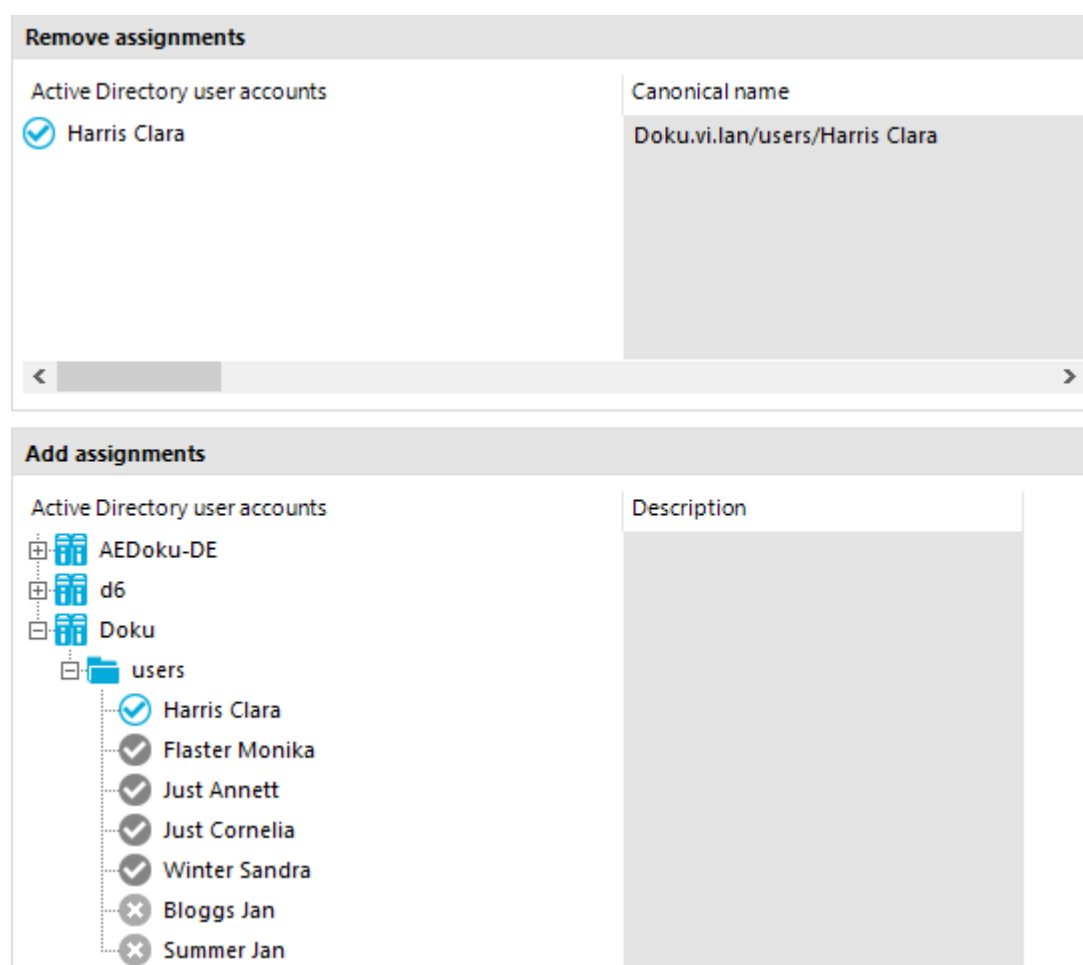 Remove assignments
Active Directory user accounts Canonical name
Harris Clara Doku.vi.lan/users/Harris Clara
Add assignments
Active Directory user accounts Description
AEDoku-DE
d6
Doku
users
Harris Clara
Flaster Monika
Just Annett
Just Cornelia
Winter Sandra
Bloggs Jan
Summer Jan